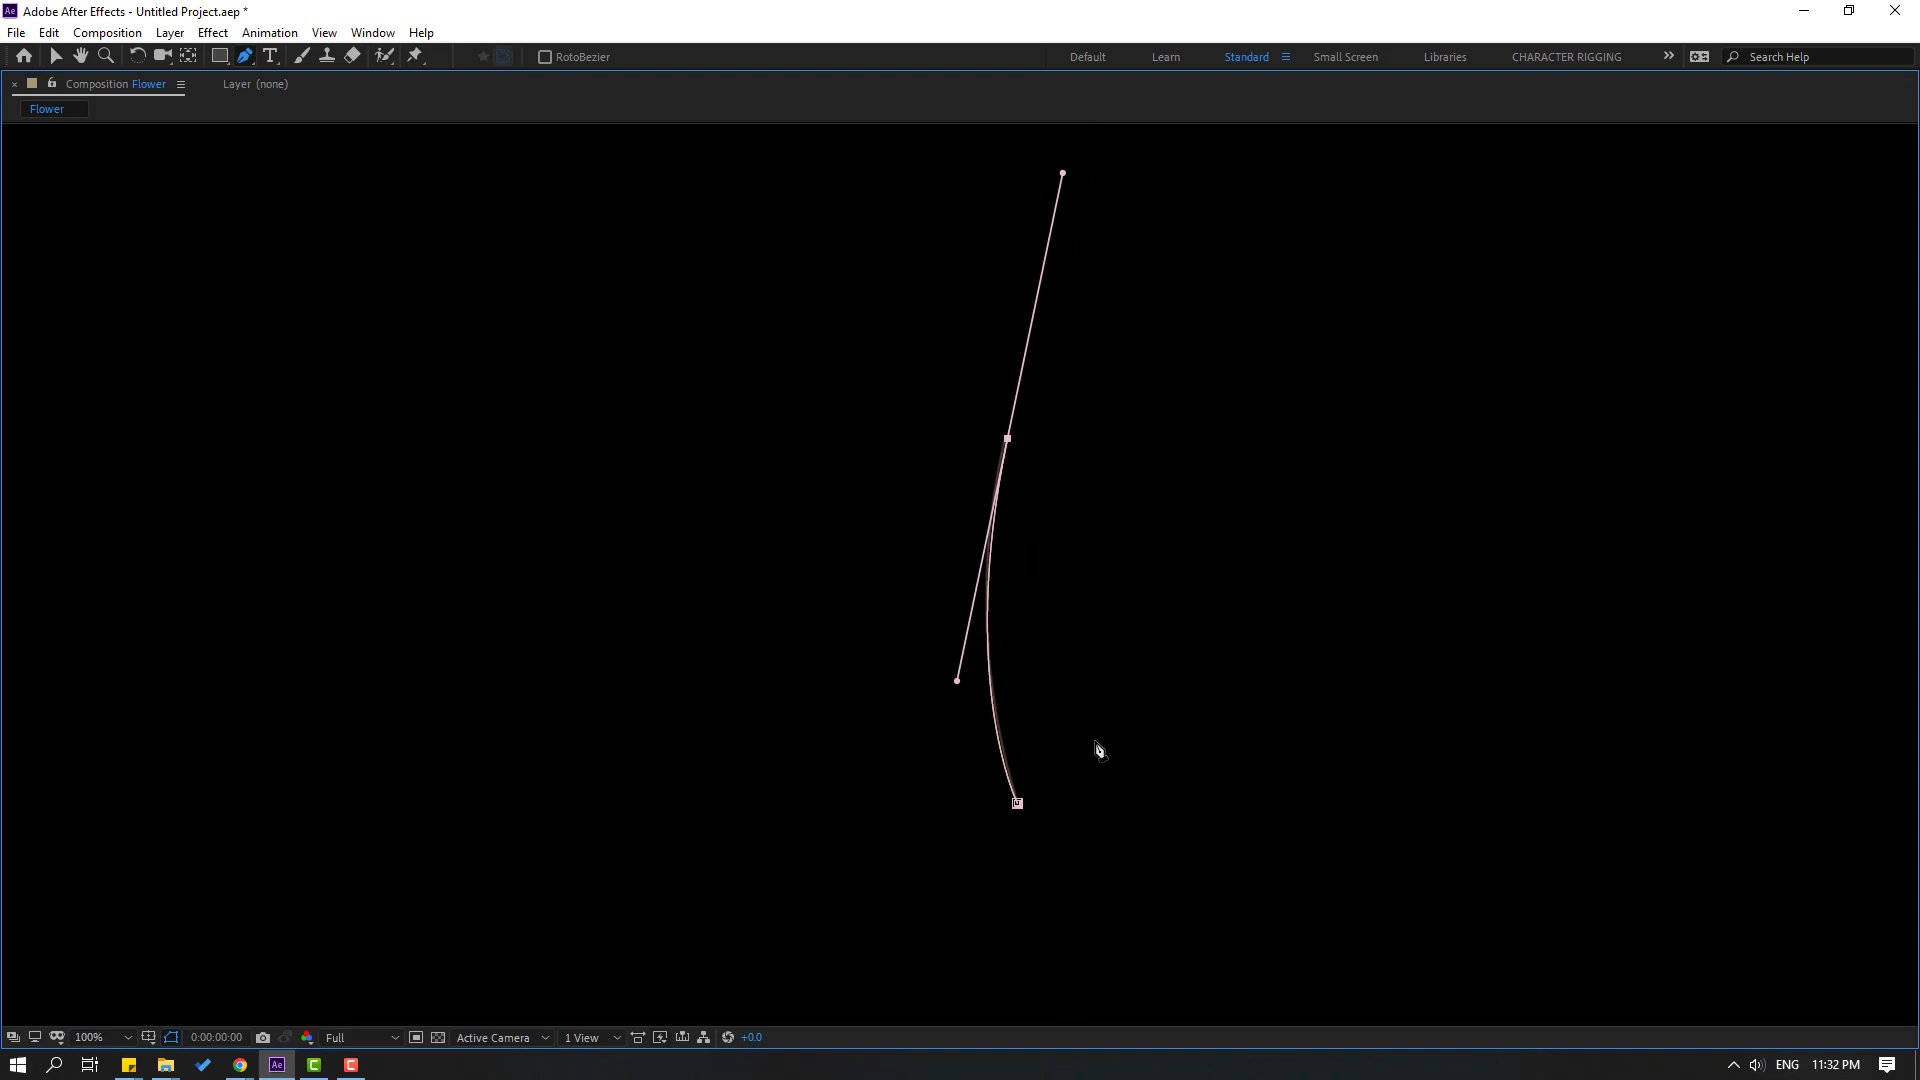 Ae Adobe After Effects - Untitled Project.aep *
File Edit Composition Layer Effect Animation View Window Help
T RotoBezier Default Learn Standard Small Screen Libraries CHARACTER RIGGING Search Help
Composition Flower Layer (none)
Flower
100% 0:00:00:00 Full Active Camera 1 View +0.0
Ae C C ENG 11:32 PM